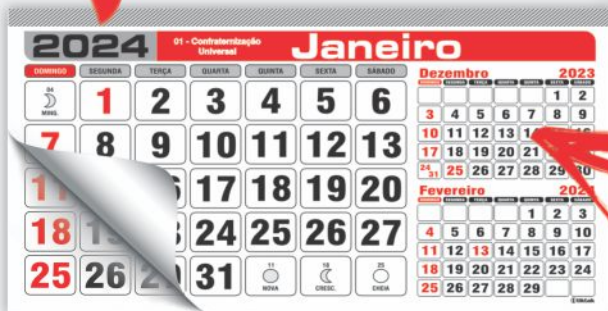 2024 01 - Confraternização Universal Janeiro
DOMINGO SEGUNDA TERÇA QUARTA QUINTA SEXTA SÁBADO
04 MING. 1 2 3 4 5 6
7 8 9 10 11 12 13
17 18 19 20
18 24 25 26 27
25 26 31 11 NOVA 18 CRESC. 25 CHEIA
Dezembro 2023
1 2
3 4 5 6 7 8 9
10 11 12 13
17 18 19 20 21
24 31 25 26 27 28 29 30
Fevereiro 2024
1 2 3
4 5 6 7 8 9 10
11 12 13 14 15 16 17
18 19 20 21 22 23 24
25 26 27 28 29